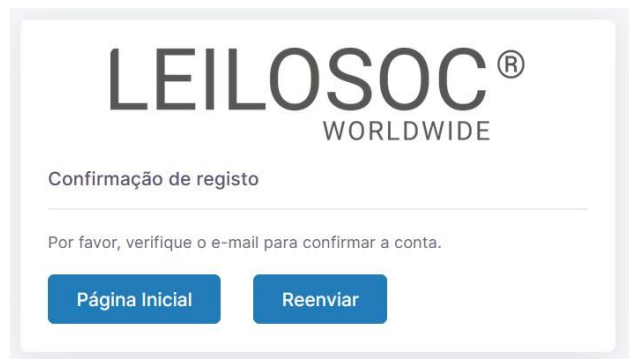 LEILOSOC®
WORLDWIDE
Confirmação de registo
Por favor, verifique o e-mail para confirmar a conta.
Página Inicial
Reenviar